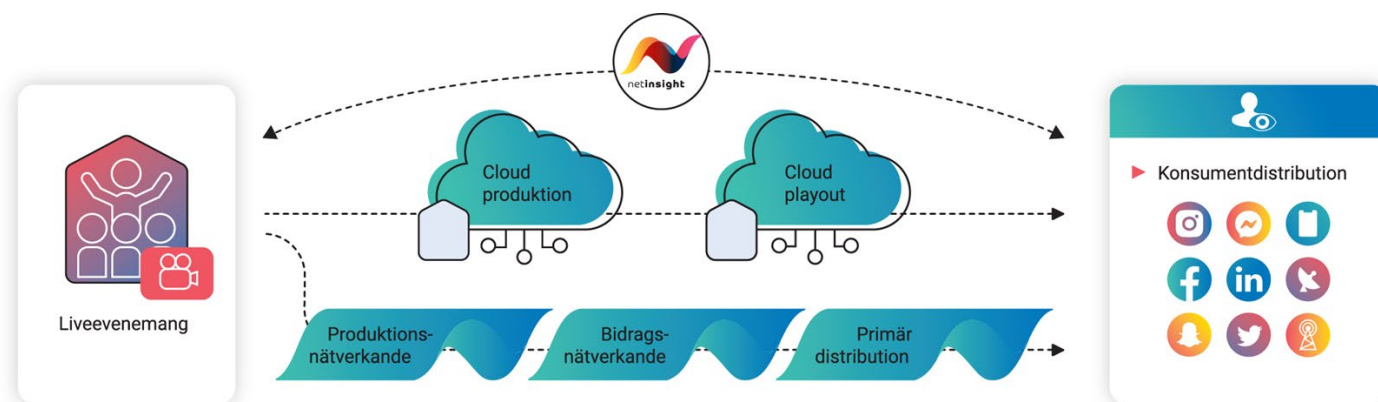 netinsight
Cloud
produktion
Cloud
playout
Konsumentdistribution
Liveevenemang
Produktions-
nätverkande
Bidrags-
nätverkande
Primär
distribution